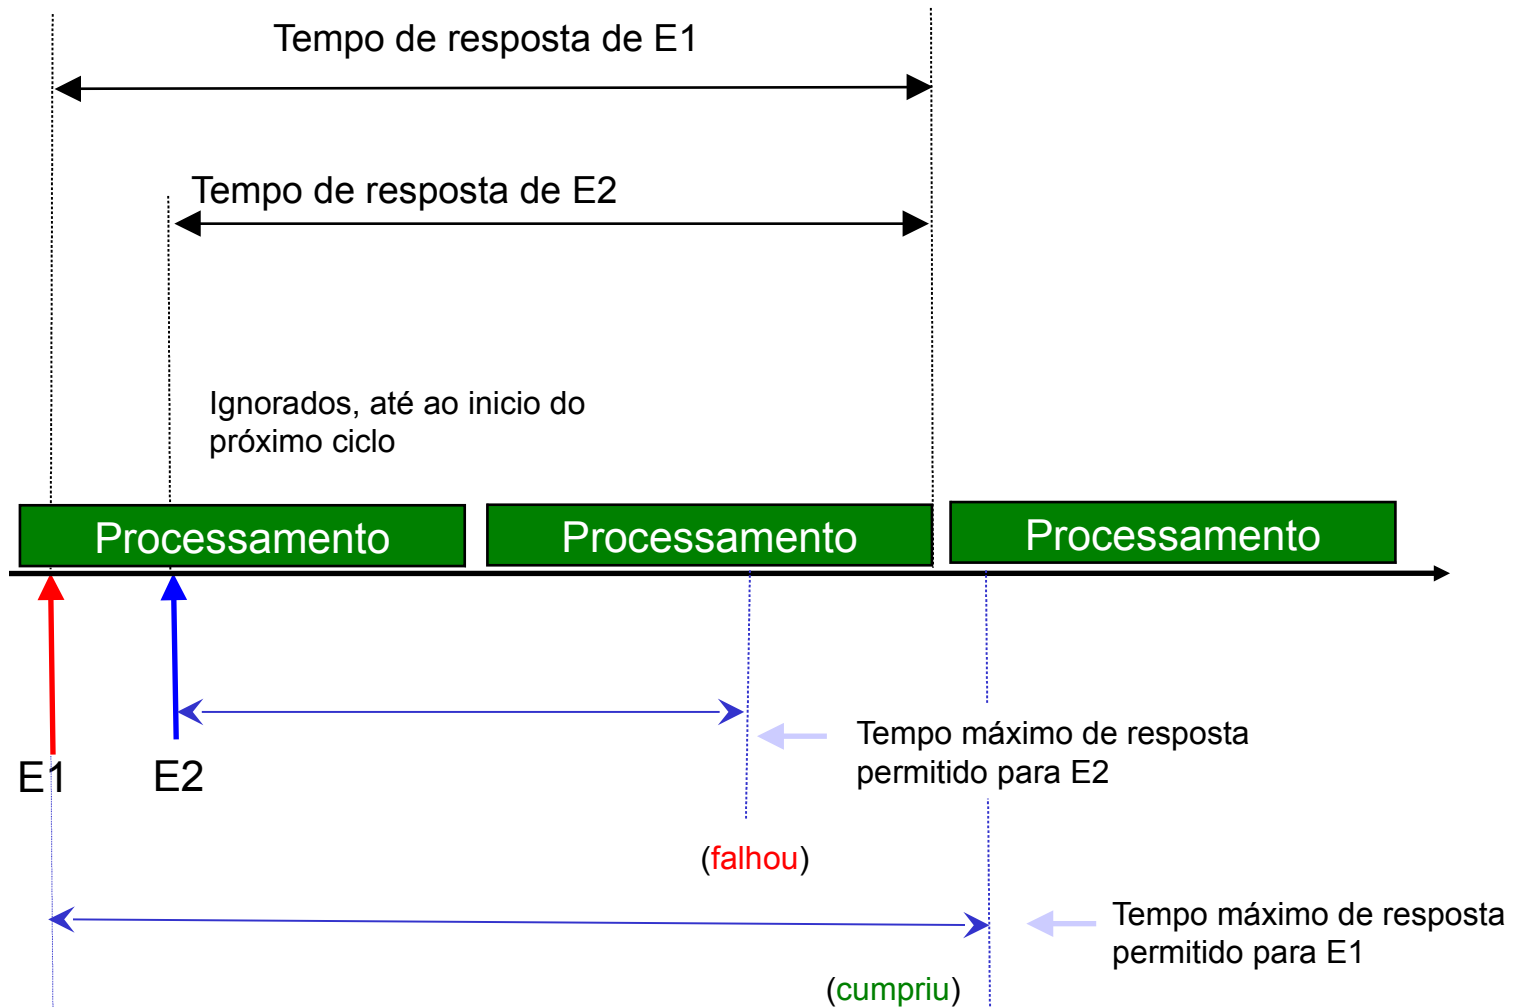 Tempo de resposta de E1
Tempo de resposta de E2
Ignorados, até ao inicio do
próximo ciclo
Processamento
Processamento
Processamento
E1
E2
Tempo máximo de resposta
permitido para E2
(falhou)
Tempo máximo de resposta
permitido para E1
(cumpriu)